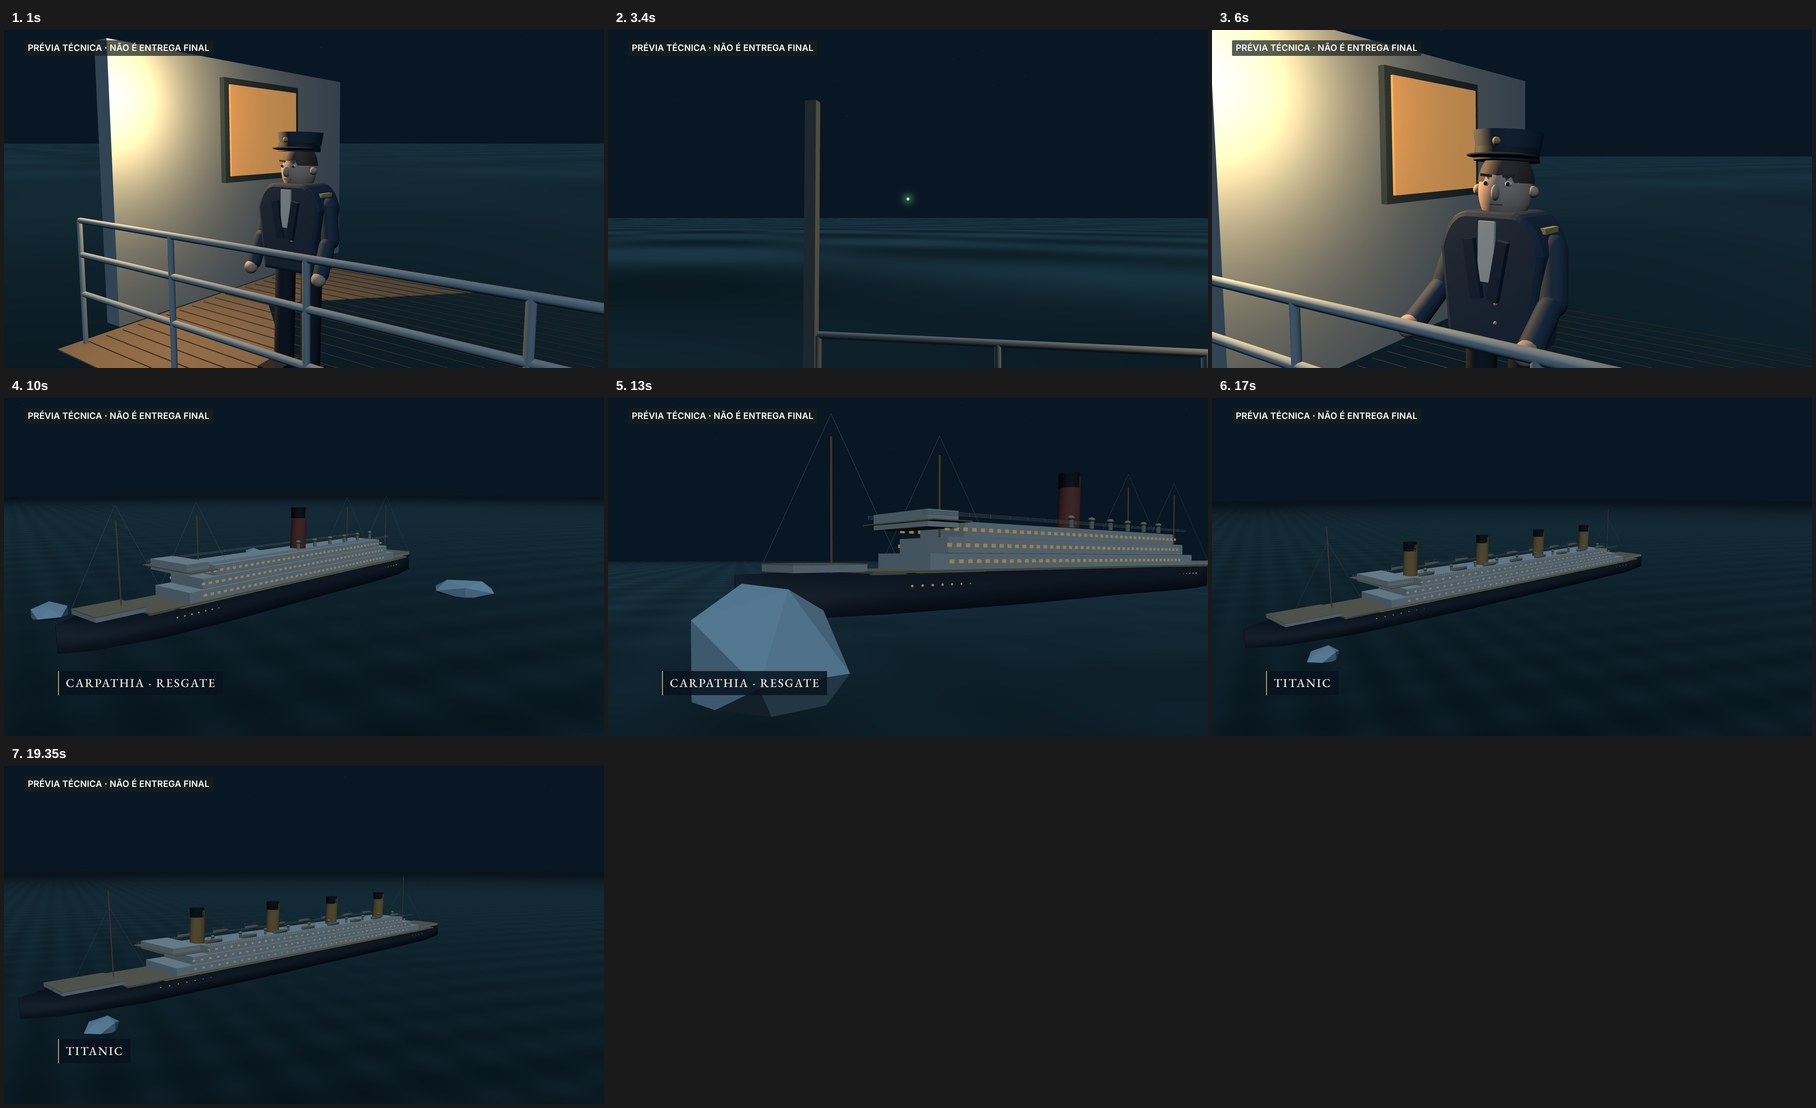 1. 1s
PRÉVIA TÉCNICA · NÃO É ENTREGA FINAL
2. 3.4s
PRÉVIA TÉCNICA · NÃO É ENTREGA FINAL
3. 6s
PRÉVIA TÉCNICA · NÃO É ENTREGA FINAL
4. 10s
PRÉVIA TÉCNICA · NÃO É ENTREGA FINAL
CARPATHIA · RESGATE
5. 13s
PRÉVIA TÉCNICA · NÃO É ENTREGA FINAL
CARPATHIA · RESGATE
6. 17s
PRÉVIA TÉCNICA · NÃO É ENTREGA FINAL
TITANIC
7. 19.35s
PRÉVIA TÉCNICA · NÃO É ENTREGA FINAL
TITANIC